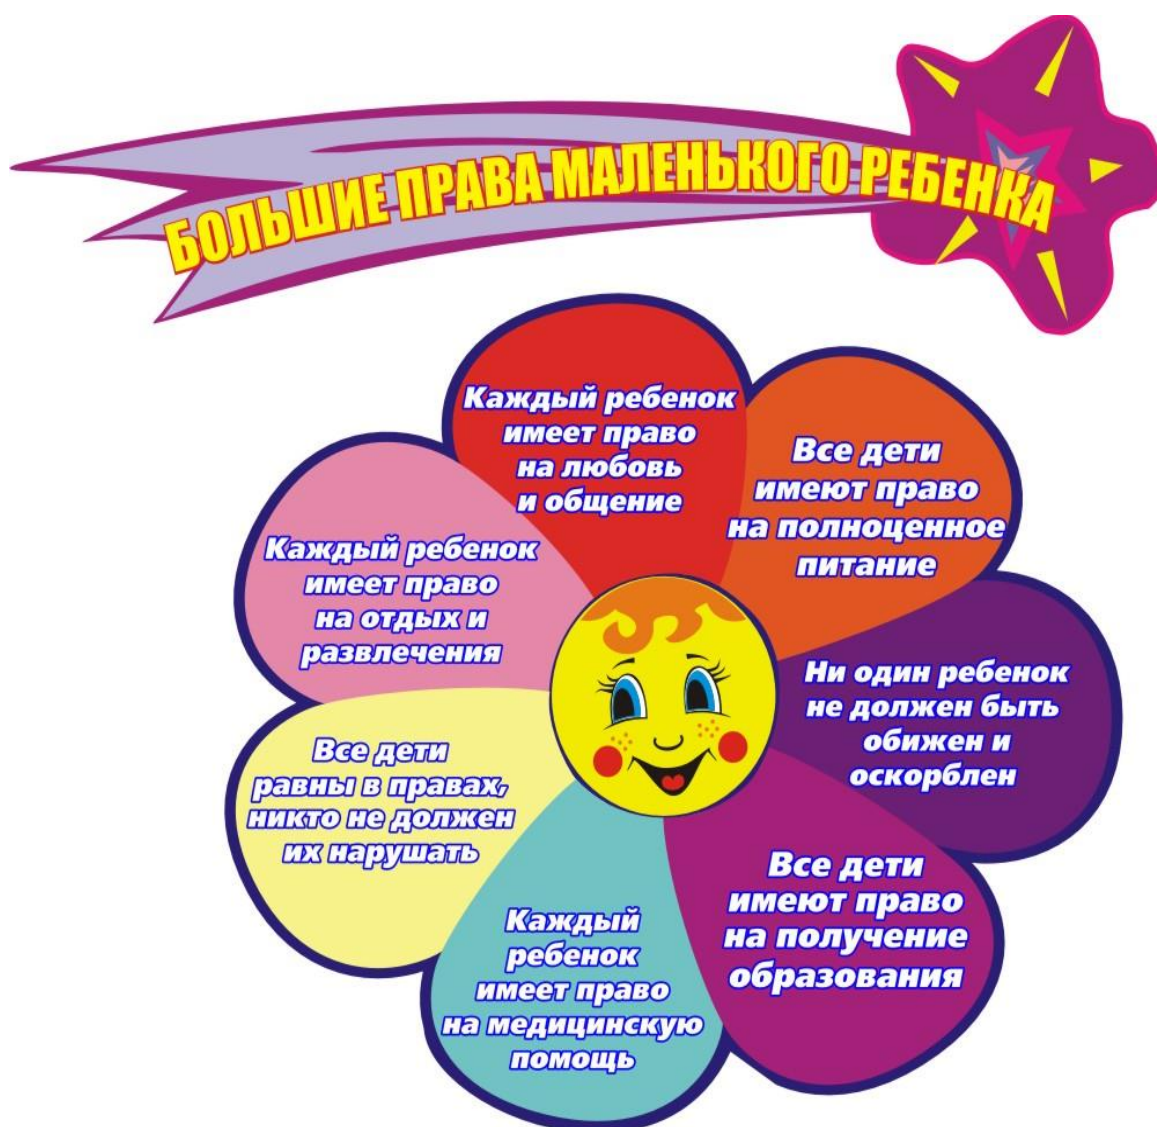 БОЛЬШИЕ ПРАВА МАЛЕНЬКОГО РЕБЕНКА
Каждый ребенок
имеет право
на любовь
и общение
Все дети
имеют право
на полноценное
питание
Ни один ребенок
не должен быть
обижен и
оскорблен
Все дети
имеют право
на получение
образования
Каждый
ребенок
имеет право
на медицинскую
помощь
Все дети
равны в правах,
никто не должен
их нарушать
Каждый ребенок
имеет право
на отдых и
развлечения